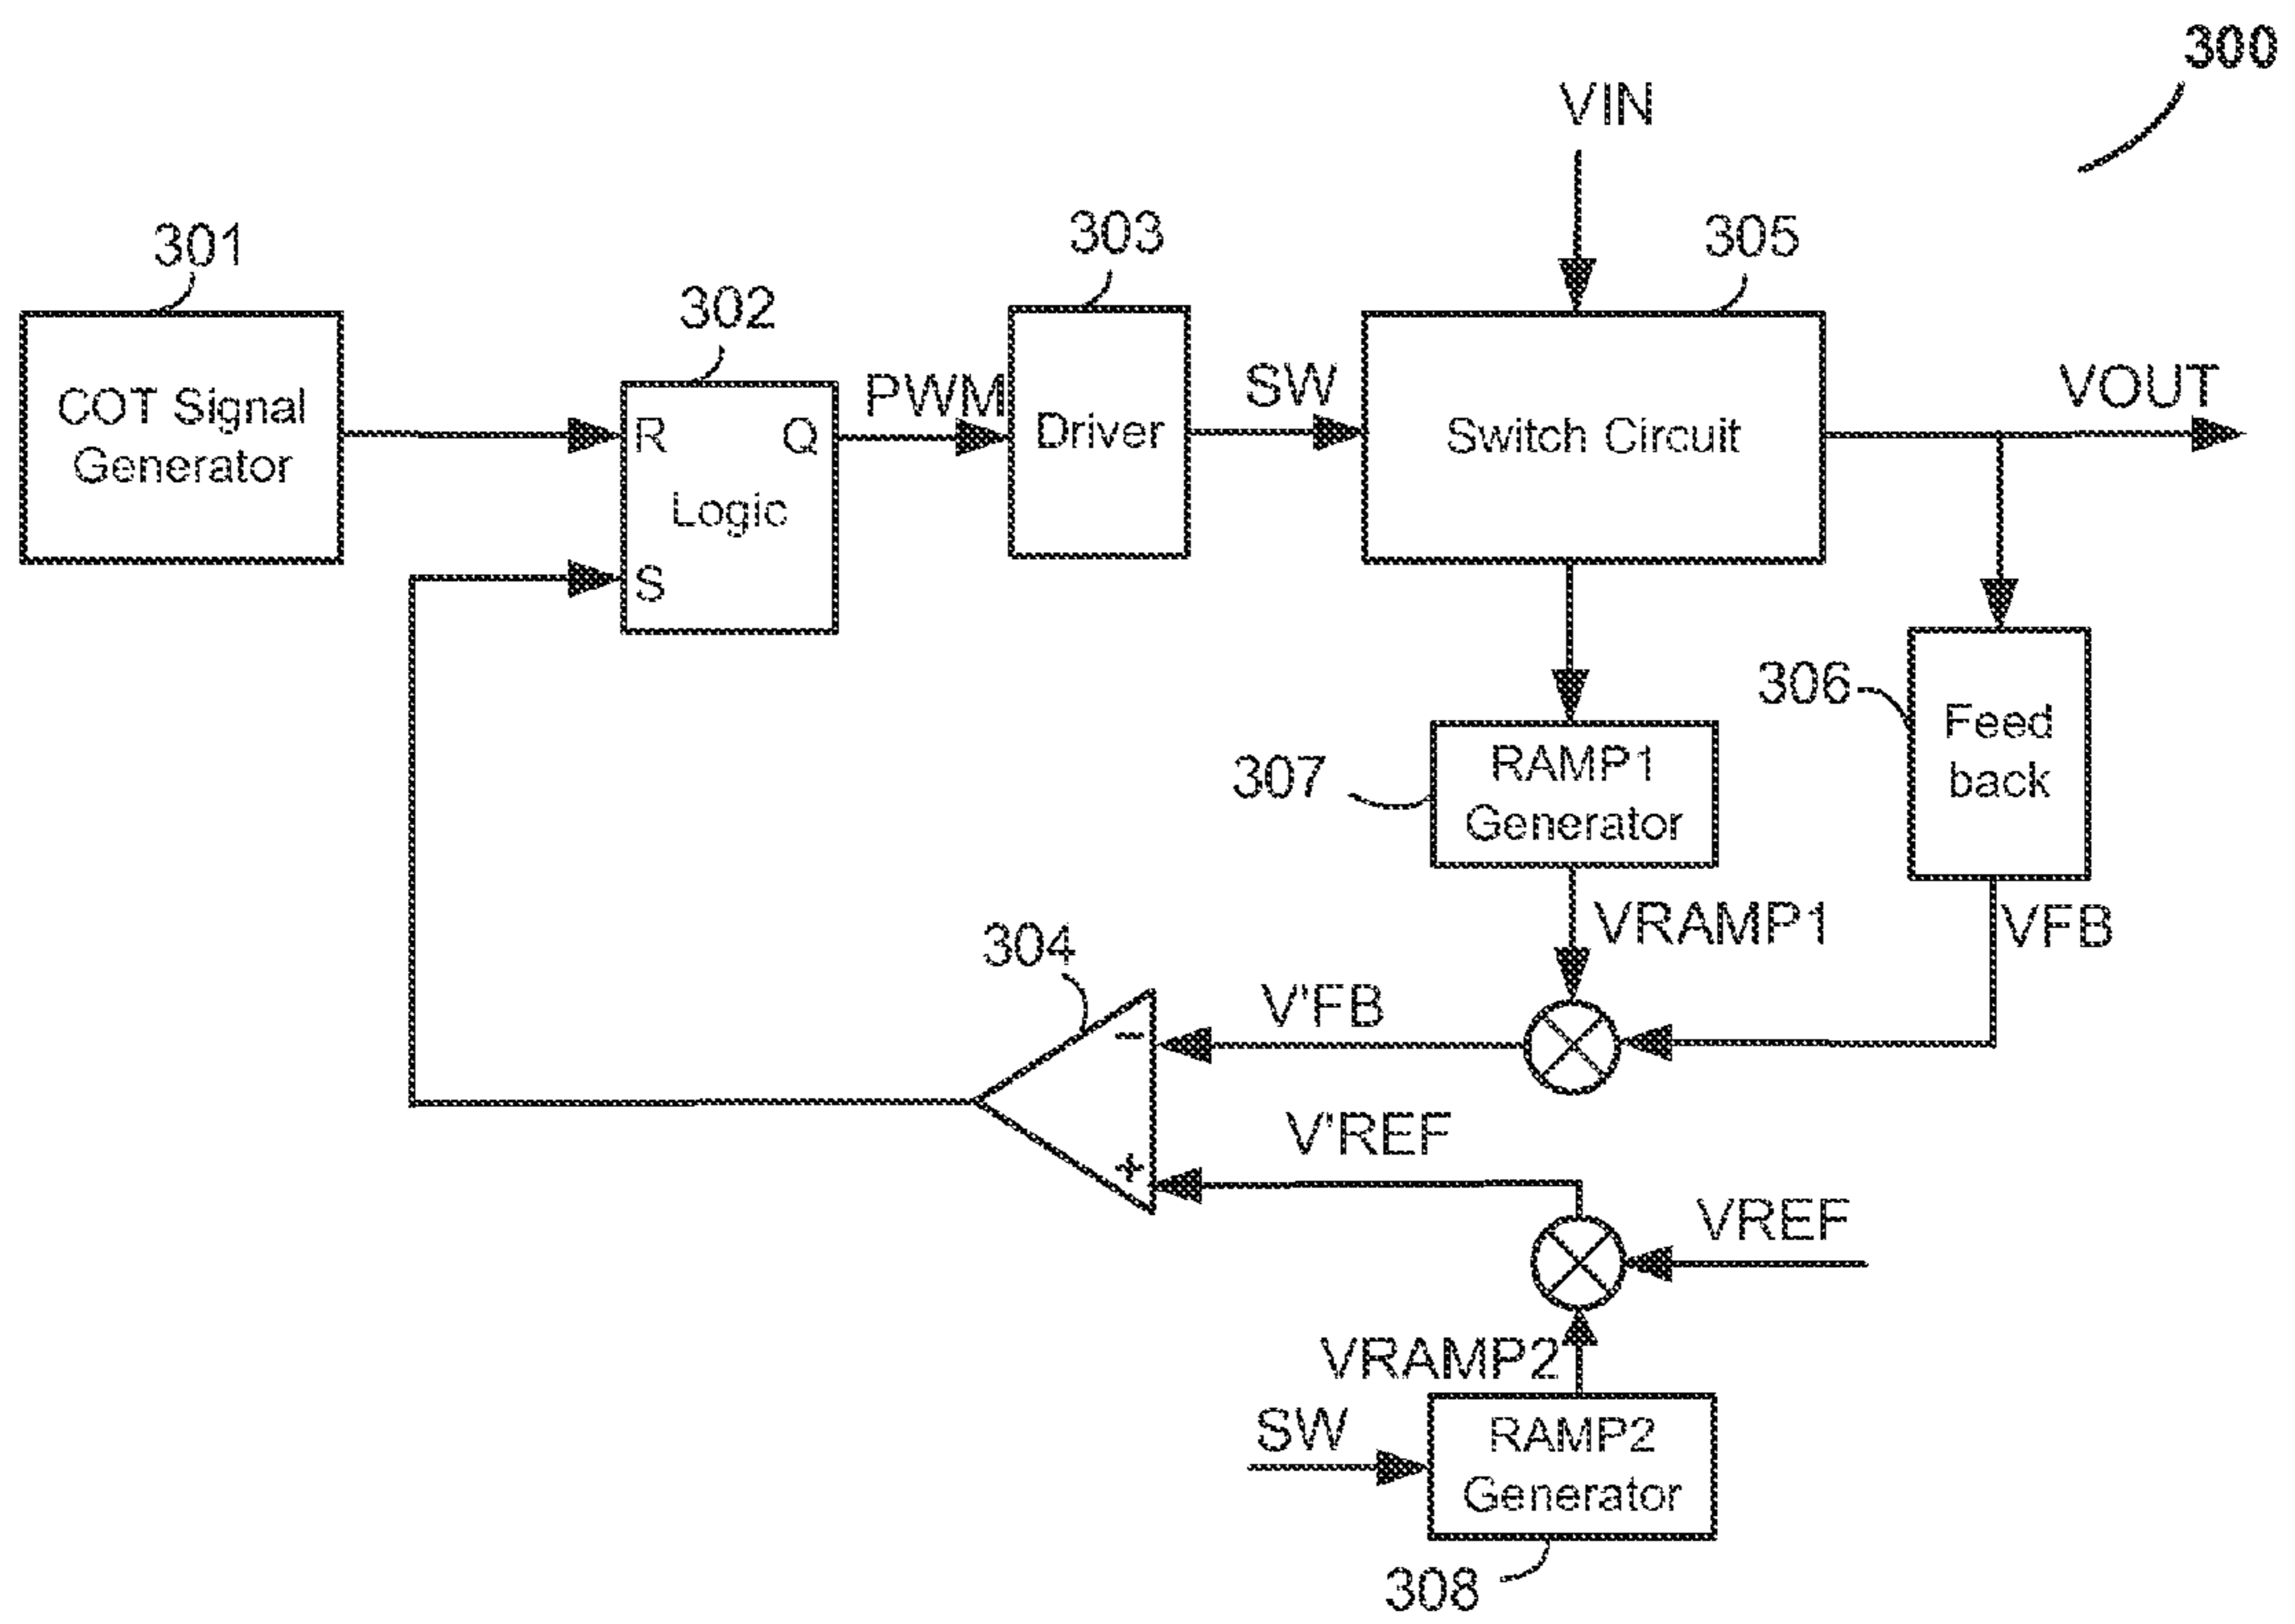 300
VIN
301
302
303
305
COT Signal
Generator
R
Q
Logic
S
PWM
Driver
SW
Switch Circuit
VOUT
306
Feed
back
307
RAMP1
Generator
VRAMP1
VFB
304
V'FB
-
V'REF
+
VREF
VRAMP2
SW
RAMP2
Generator
308